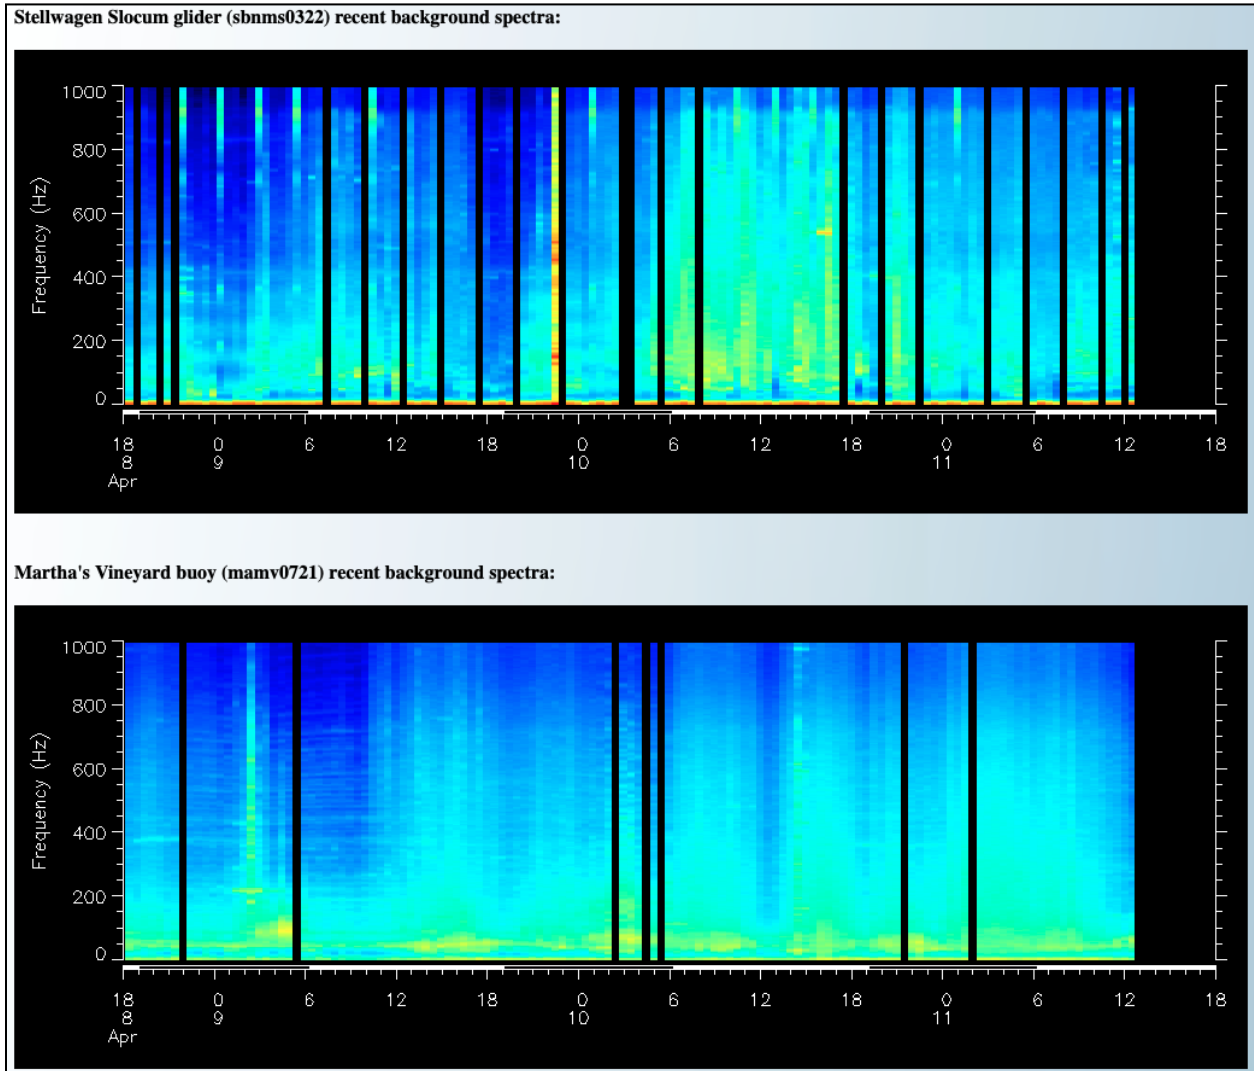 Stellwagen Slocum glider (sbnms0322) recent background spectra:
1000
800
600
400
200
0
Frequency (Hz)
18 0 6 12 18 0 6 12 18 0 6 12 18
8 9 10 11
Apr
Martha's Vineyard buoy (mamv0721) recent background spectra:
1000
800
600
400
200
0
Frequency (Hz)
18 0 6 12 18 0 6 12 18 0 6 12 18
8 9 10 11
Apr